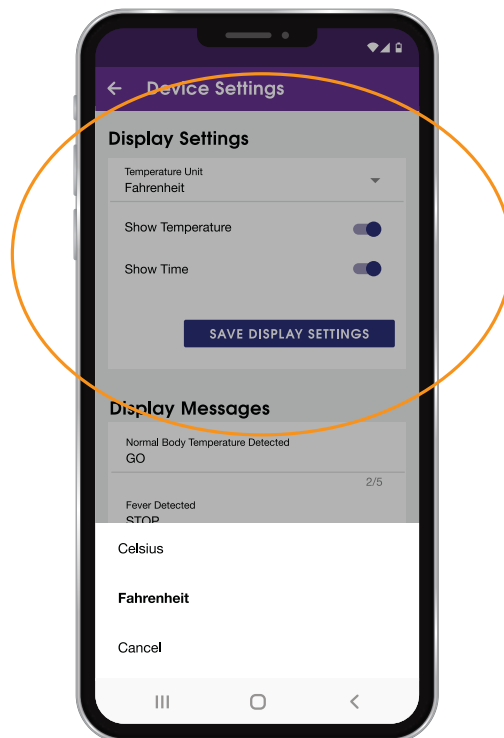 Device Settings
Display Settings
Temperature Unit
Fahrenheit
Show Temperature
Show Time
SAVE DISPLAY SETTINGS
Display Messages
Normal Body Temperature Detected
GO
2/5
Fever Detected
STOP
Celsius
Fahrenheit
Cancel